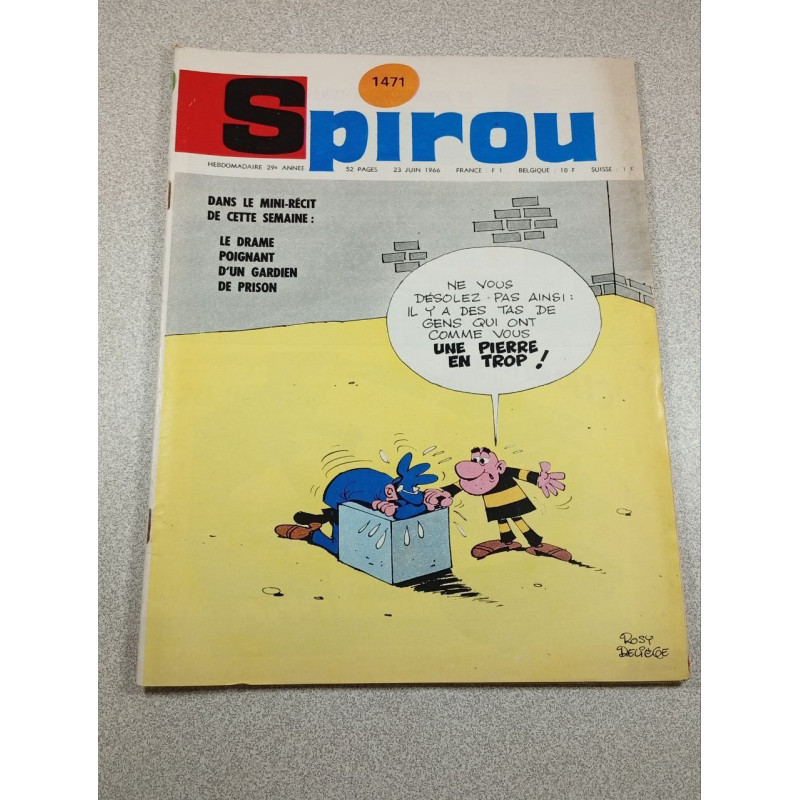 1471
Spirou
HEBDOMADAIRE 29e ANNEE 52 PAGES 23 JUIN 1966 FRANCE : F 1 BELGIQUE : 10 F SUISSE : 1 F
DANS LE MINI-RÉCIT
DE CETTE SEMAINE :
LE DRAME
POIGNANT
D'UN GARDIEN
DE PRISON
NE VOUS
DÉSOLEZ - PAS AINSI :
IL Y A DES TAS DE
GENS QUI ONT
COMME VOUS
UNE PIERRE
EN TROP !
ROSY
DELIÈGE